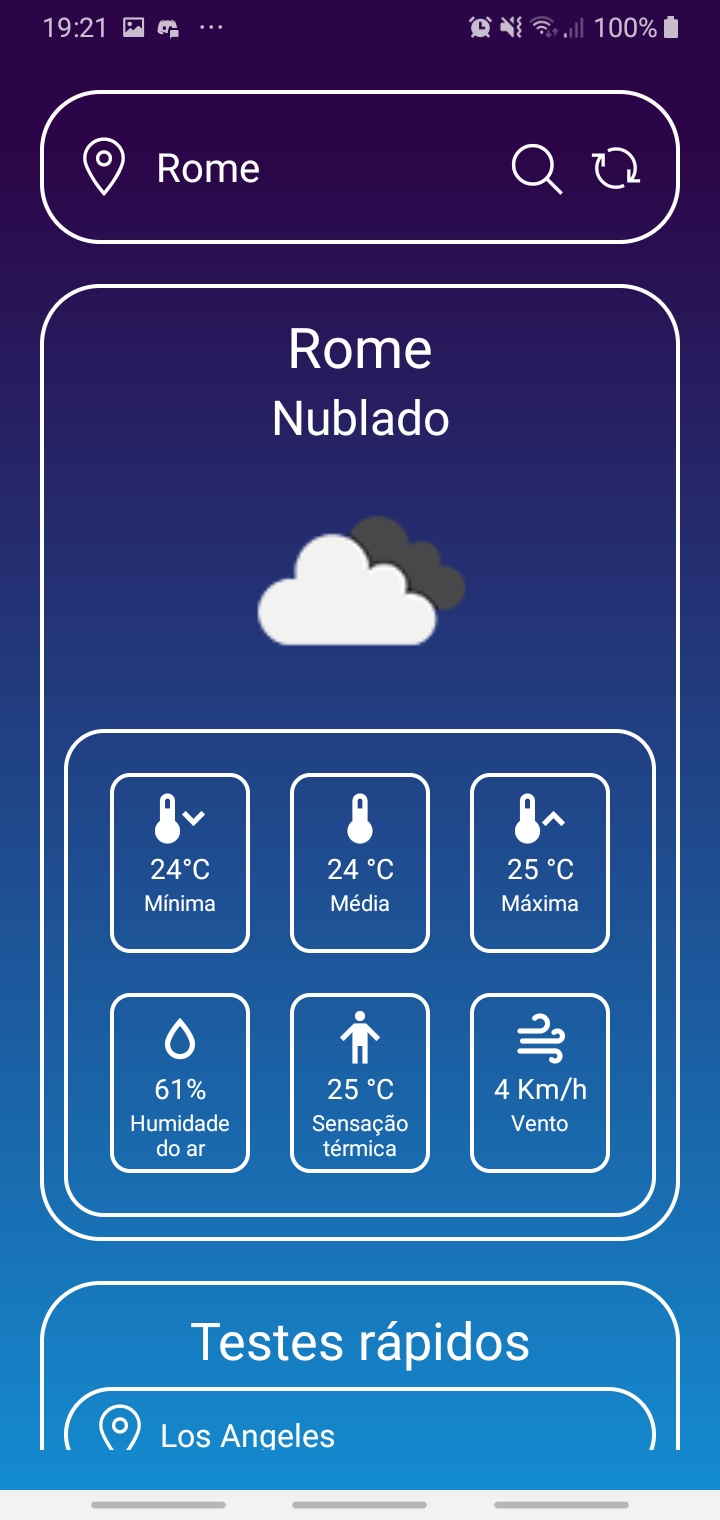 19:21
100%
Rome
Rome
Nublado
24°C
Mínima
24 °C
Média
25 °C
Máxima
61%
Humidade
do ar
25 °C
Sensação
térmica
4 Km/h
Vento
Testes rápidos
Los Angeles